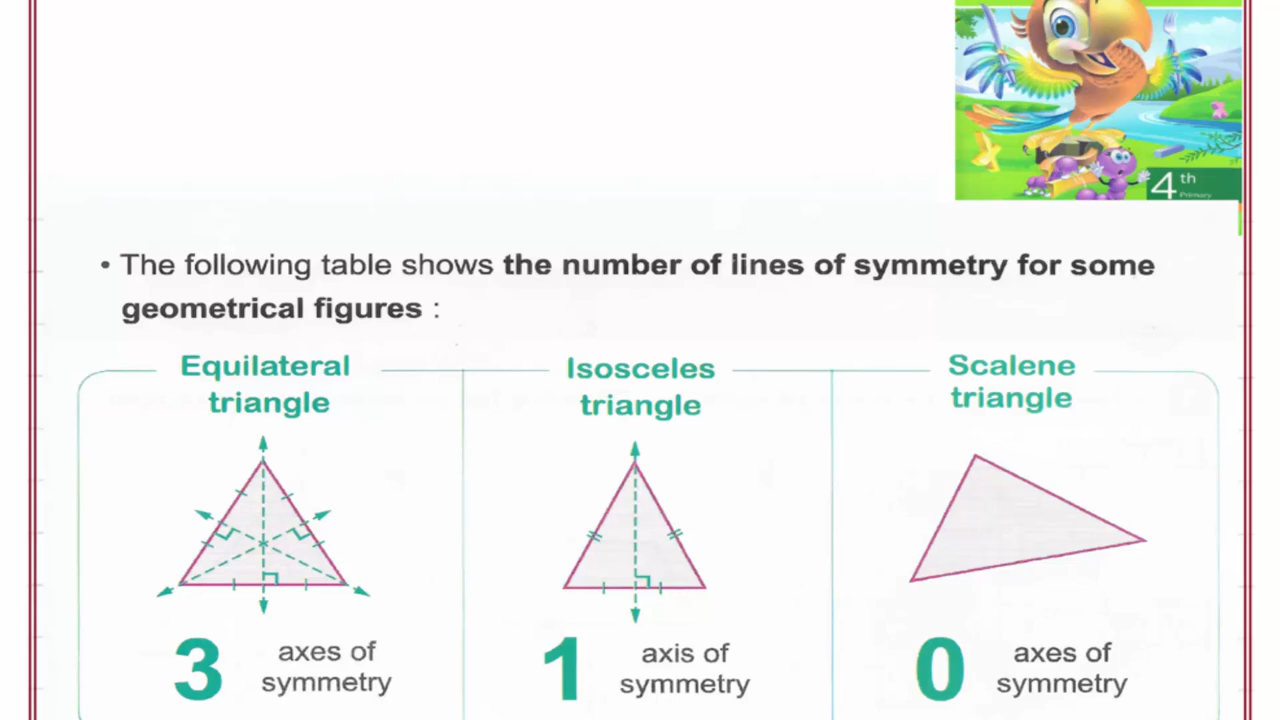 4th
Primary
• The following table shows the number of lines of symmetry for some
geometrical figures :
Equilateral
triangle
Isosceles
triangle
Scalene
triangle
3 axes of
symmetry
1 axis of
symmetry
0 axes of
symmetry